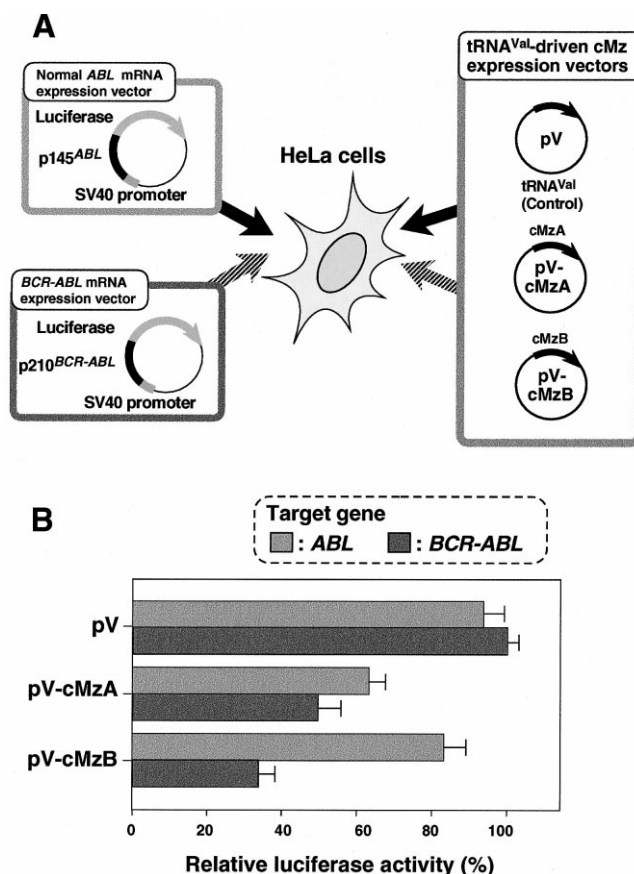 A
Normal ABL mRNA
expression vector
Luciferase
p145ABL
SV40 promoter
BCR-ABL mRNA
expression vector
Luciferase
p210BCR-ABL
SV40 promoter
HeLa cells
tRNAVal-driven cMz
expression vectors
pV
tRNAVal
(Control)
cMzA
pV-
cMzA
cMzB
pV-
cMzB
B
Target gene
: ABL : BCR-ABL
pV
pV-cMzA
pV-cMzB
0 20 40 60 80 100
Relative luciferase activity (%)